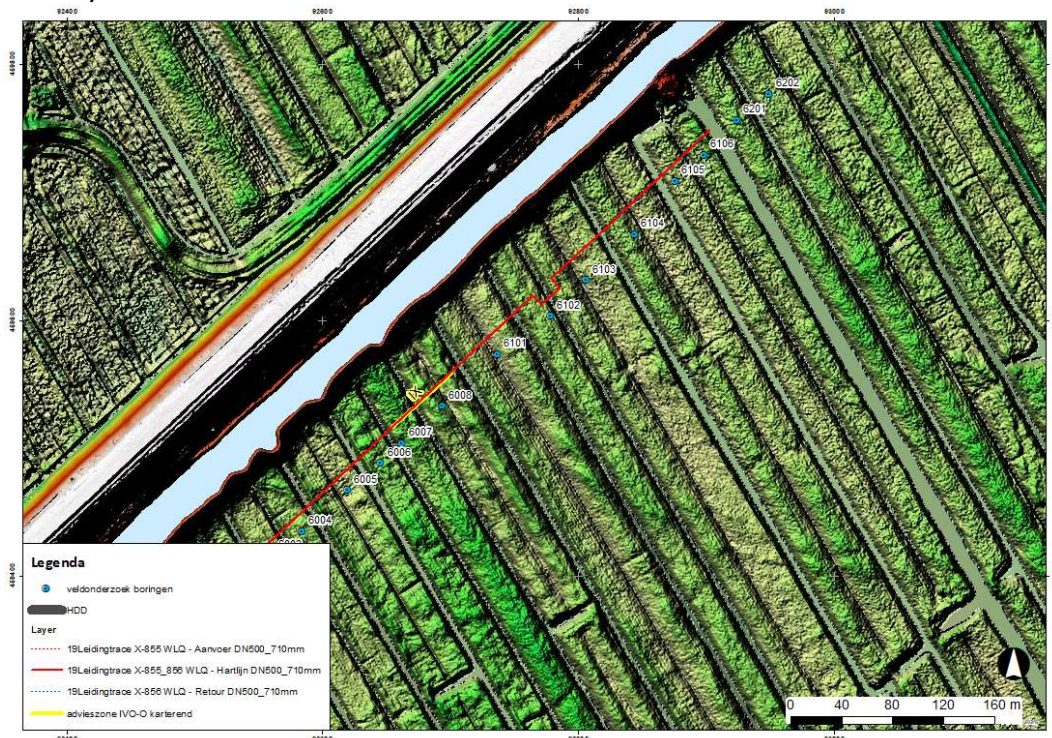 92400
92600
92800
93000
6202
6201
6106
6105
6104
6103
6102
6101
4F
6008
6007
6006
6005
6004
Legenda
veldonderzoek boringen
HDD
Layer
19Leidingtrace X-855 WLQ - Aanvoer DN500_710mm
19Leidingtrace X-855_856 WLQ - Hartlijn DN500_710mm
19Leidingtrace X-856 WLQ - Retour DN500_710mm
advieszone IVO-O karterend
0 40 80 120 160 m